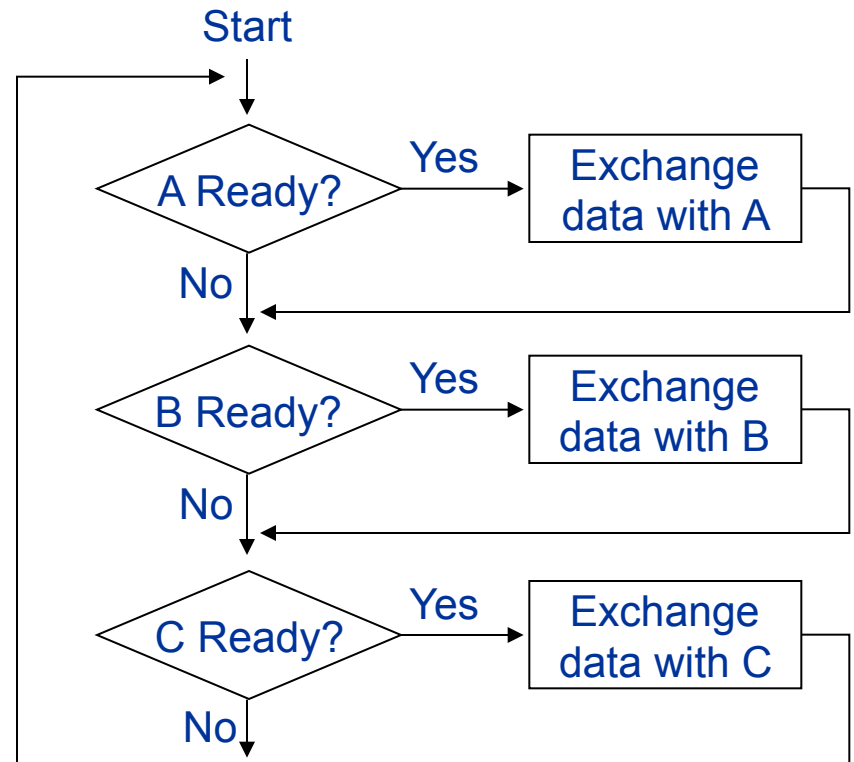 Start
A Ready?
Yes
Exchange
data with A
No
B Ready?
Yes
Exchange
data with B
No
C Ready?
Yes
Exchange
data with C
No